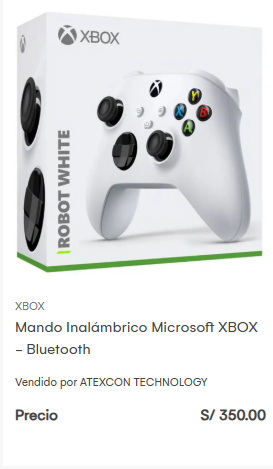 XBOX
ROBOT WHITE
Y
X
B
A
XBOX
Mando Inalámbrico Microsoft XBOX
- Bluetooth
Vendido por ATEXCON TECHNOLOGY
Precio S/ 350.00